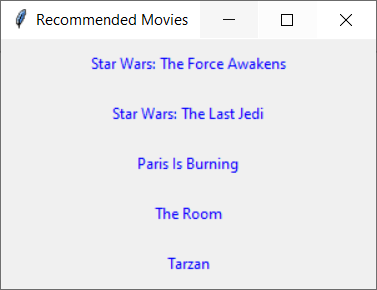 Recommended Movies
Star Wars: The Force Awakens
Star Wars: The Last Jedi
Paris Is Burning
The Room
Tarzan